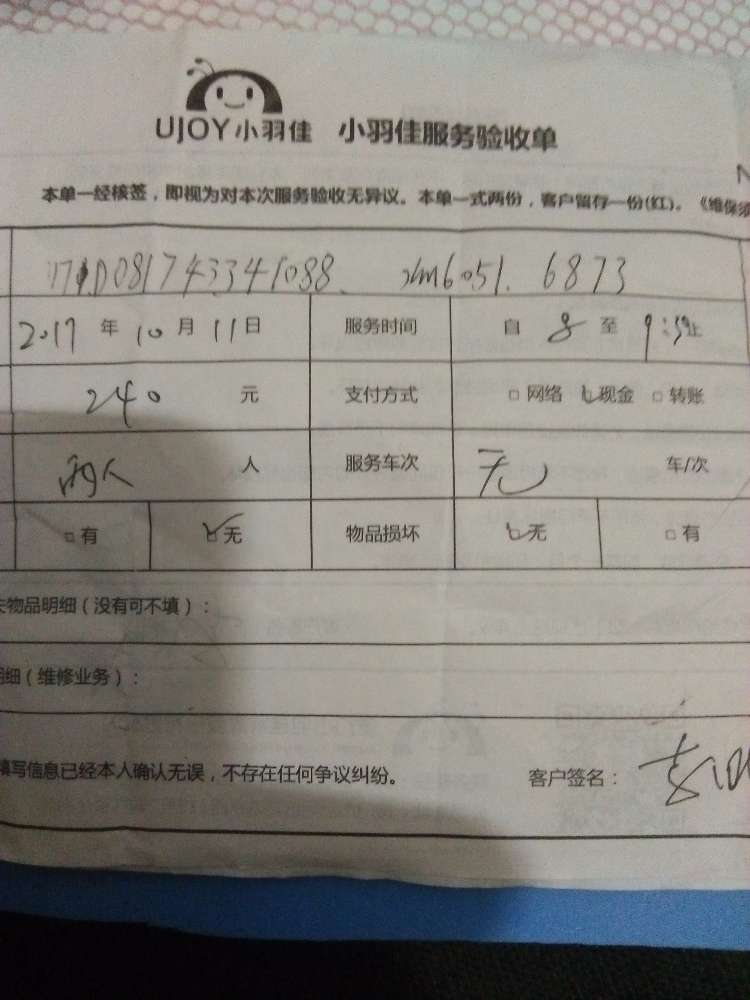 UJOY小羽佳 小羽佳服务验收单
本单一经核签，即视为对本次服务验收无异议。本单一式两份，客户留存一份(红)。《维保须
D081743341088 6051. 6873
2017 年 10 月 11 日 服务时间 自 8 至 9:30 止
240 元 支付方式 □ 网络 ☑ 现金 □ 转账
两人 人 服务车次 无 车/次
□ 有 ☑ 无 物品损坏 ☑ 无 □ 有
物品明细（没有可不填）：
细（维修业务）：
填写信息已经本人确认无误，不存在任何争议纠纷。 客户签名：